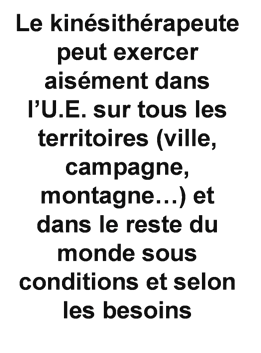 Le kinésithérapeute
peut exercer
aisément dans
l’U.E. sur tous les
territoires (ville,
campagne,
montagne…) et
dans le reste du
monde sous
conditions et selon
les besoins